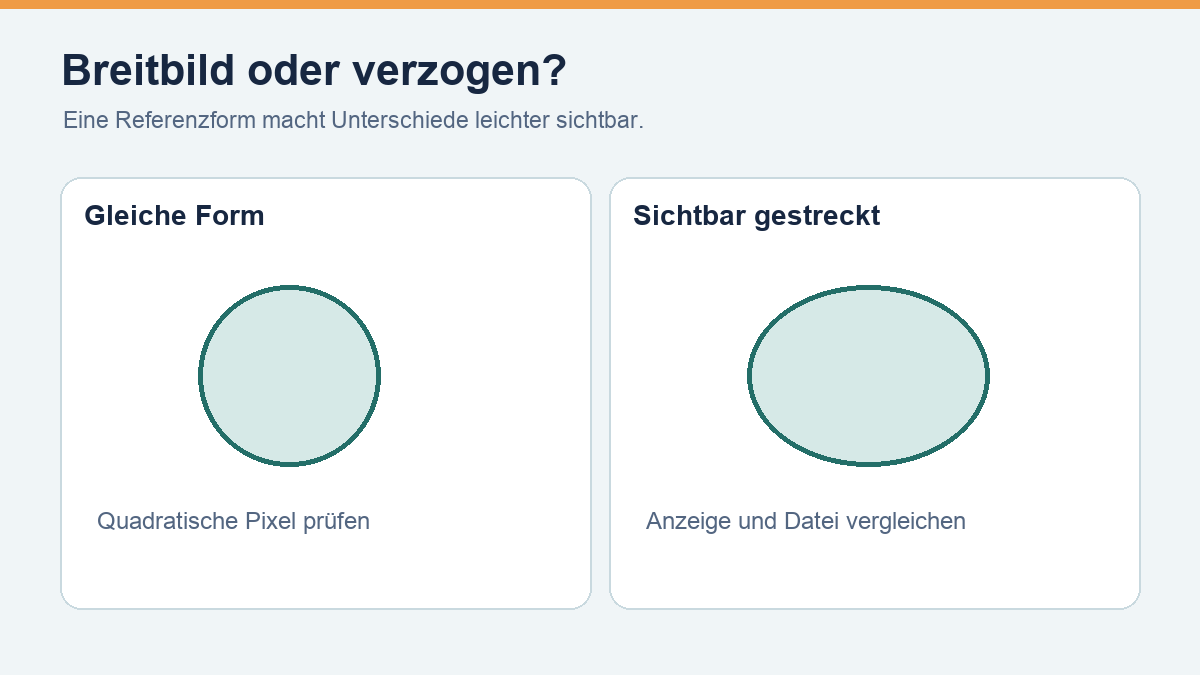 Breitbild oder verzogen?
Eine Referenzform macht Unterschiede leichter sichtbar.
Gleiche Form
Quadratische Pixel prüfen
Sichtbar gestreckt
Anzeige und Datei vergleichen